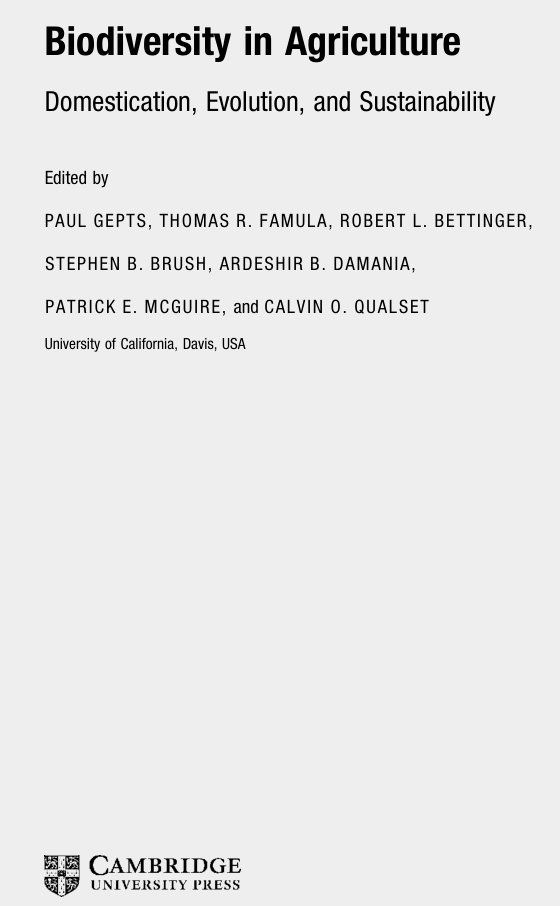 Biodiversity in Agriculture
Domestication, Evolution, and Sustainability
Edited by
PAUL GEPTS, THOMAS R. FAMULA, ROBERT L. BETTINGER,
STEPHEN B. BRUSH, ARDESHIR B. DAMANIA,
PATRICK E. MCGUIRE, and CALVIN O. QUALSET
University of California, Davis, USA
CAMBRIDGE
UNIVERSITY PRESS